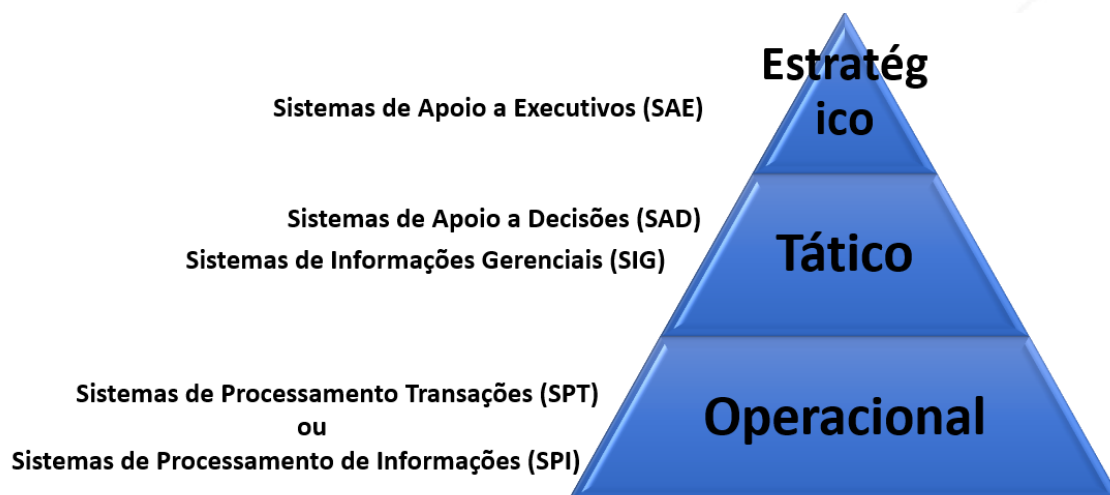 Estratég
ico
Sistemas de Apoio a Executivos (SAE)
Sistemas de Apoio a Decisões (SAD)
Sistemas de Informações Gerenciais (SIG)
Tático
Sistemas de Processamento Transações (SPT)
ou
Sistemas de Processamento de Informações (SPI)
Operacional